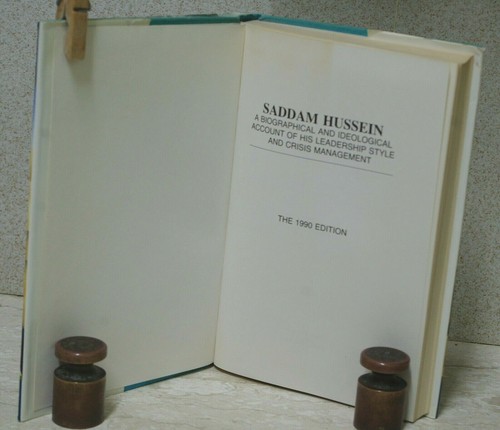 SADDAM HUSSEIN
A BIOGRAPHICAL AND IDEOLOGICAL
ACCOUNT OF HIS LEADERSHIP STYLE
AND CRISIS MANAGEMENT
THE 1990 EDITION